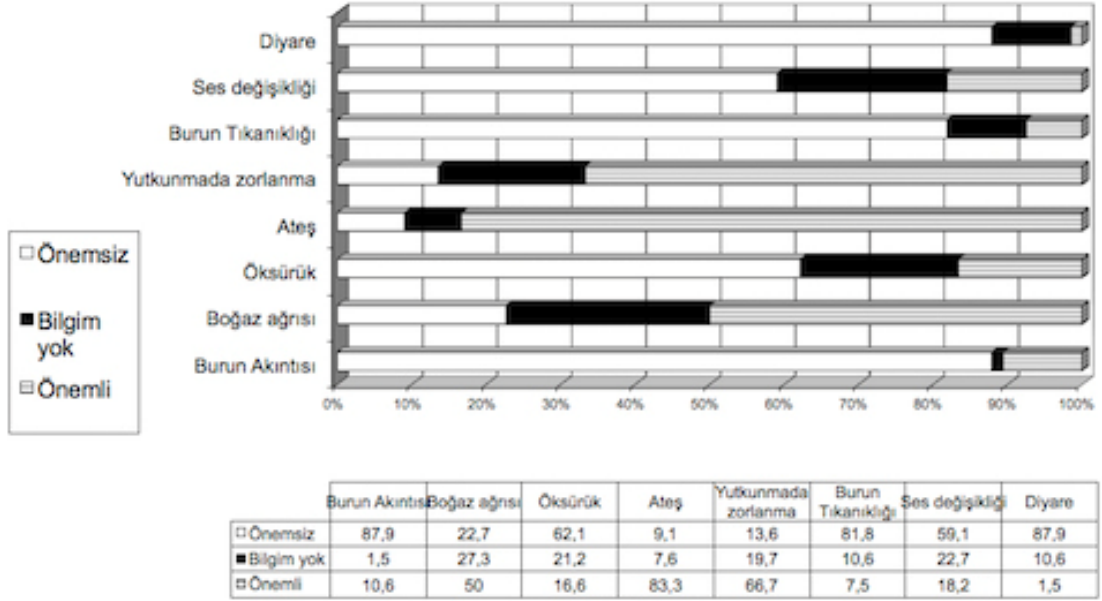 Diyare
Ses değişikliği
Burun Tıkanıklığı
Yutkunmada zorlanma
Ateş
Öksürük
Boğaz ağrısı
Burun Akıntısı
Önemsiz
Bilgim
yok
Önemli
0% 10% 20% 30% 40% 50% 60% 70% 80% 90% 100%
Burun Akıntısı Boğaz ağrısı Öksürük Ateş Yutkunmada zorlanma Burun Tıkanıklığı Ses değişikliği Diyare
Önemsiz 87,9 22,7 62,1 9,1 13,6 81,8 59,1 87,9
Bilgim yok 1,5 27,3 21,2 7,6 19,7 10,6 22,7 10,6
Önemli 10,6 50 16,6 83,3 66,7 7,5 18,2 1,5